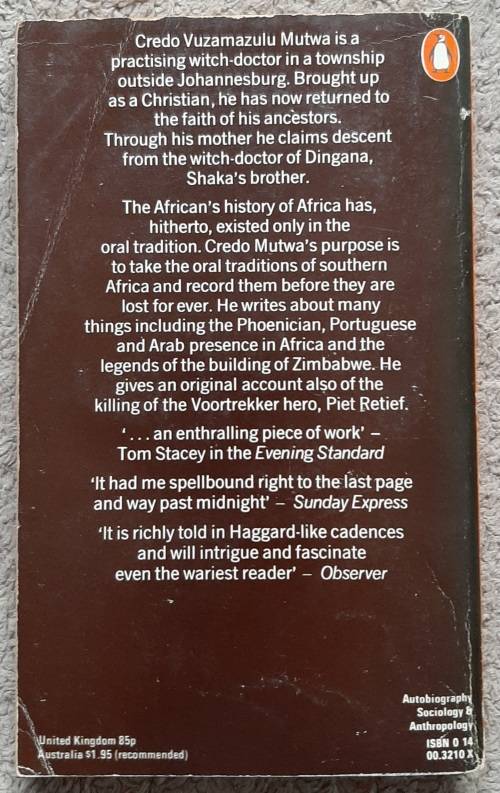 Credo Vuzamazulu Mutwa is a
practising witch-doctor in a township
outside Johannesburg. Brought up
as a Christian, he has now returned to
the faith of his ancestors.
Through his mother he claims descent
from the witch-doctor of Dingana,
Shaka's brother.
The African's history of Africa has,
hitherto, existed only in the
oral tradition. Credo Mutwa's purpose is
to take the oral traditions of southern
Africa and record them before they are
lost for ever. He writes about many
things including the Phoenician, Portuguese
and Arab presence in Africa and the
legends of the building of Zimbabwe. He
gives an original account also of the
killing of the Voortrekker hero, Piet Retief.
'... an enthralling piece of work' –
Tom Stacey in the Evening Standard
'It had me spellbound right to the last page
and way past midnight' – Sunday Express
'It is richly told in Haggard-like cadences
and will intrigue and fascinate
even the wariest reader' – Observer
United Kingdom 85p
Australia $1.95 (recommended)
Autobiography
Sociology &
Anthropology
ISBN 0 14
00.3210 X